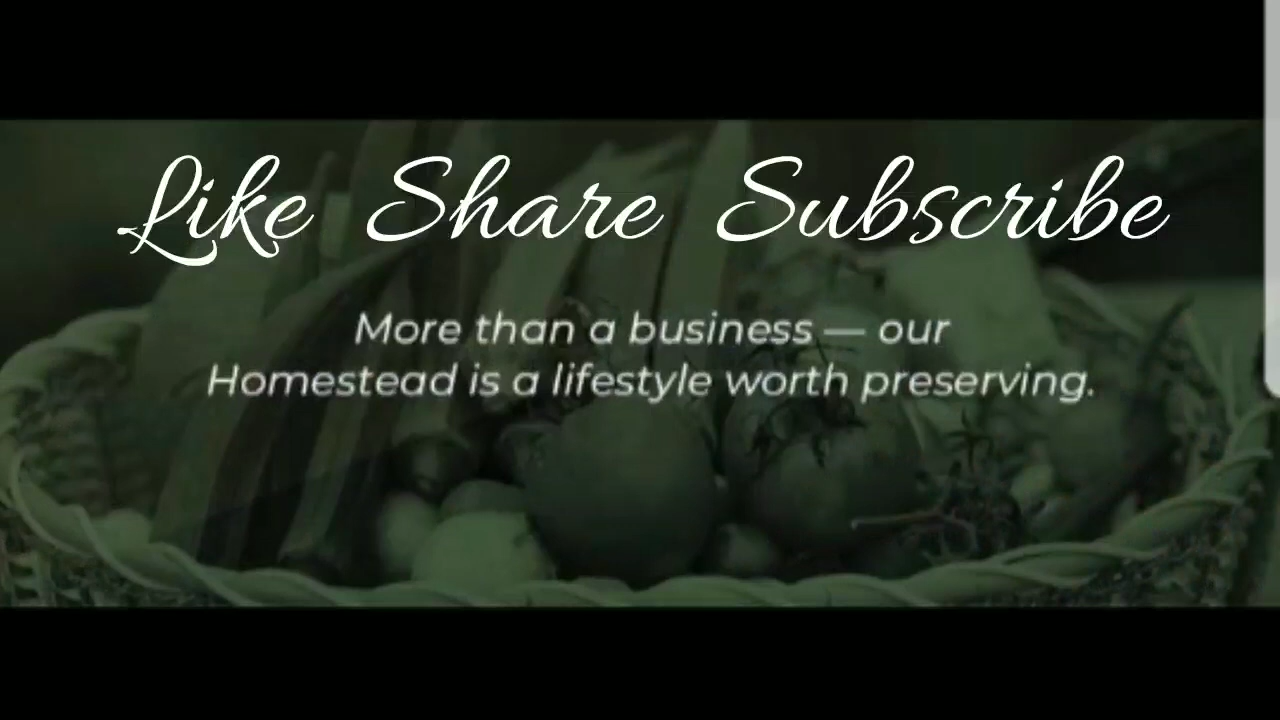 Like Share Subscribe
More than a business — our
Homestead is a lifestyle worth preserving.